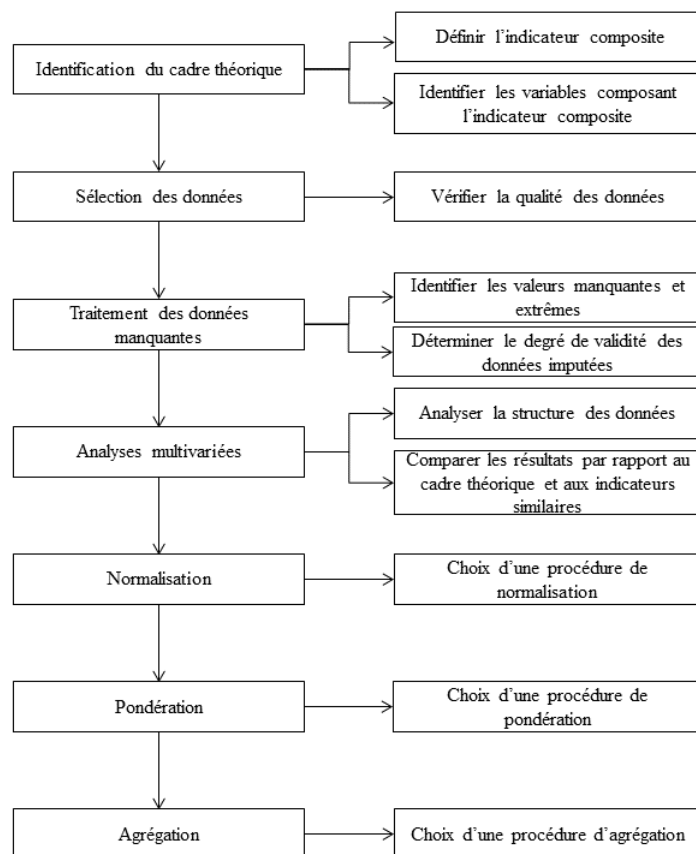 Définir l'indicateur composite
Identification du cadre théorique
Identifier les variables composant
l'indicateur composite
Sélection des données
Vérifier la qualité des données
Identifier les valeurs manquantes et
extrêmes
Traitement des données
manquantes
Déterminer le degré de validité des
données imputées
Analyser la structure des données
Analyses multivariées
Comparer les résultats par rapport au
cadre théorique et aux indicateurs
similaires
Normalisation
Choix d'une procédure de
normalisation
Pondération
Choix d'une procédure de
pondération
Agrégation
Choix d'une procédure d'agrégation